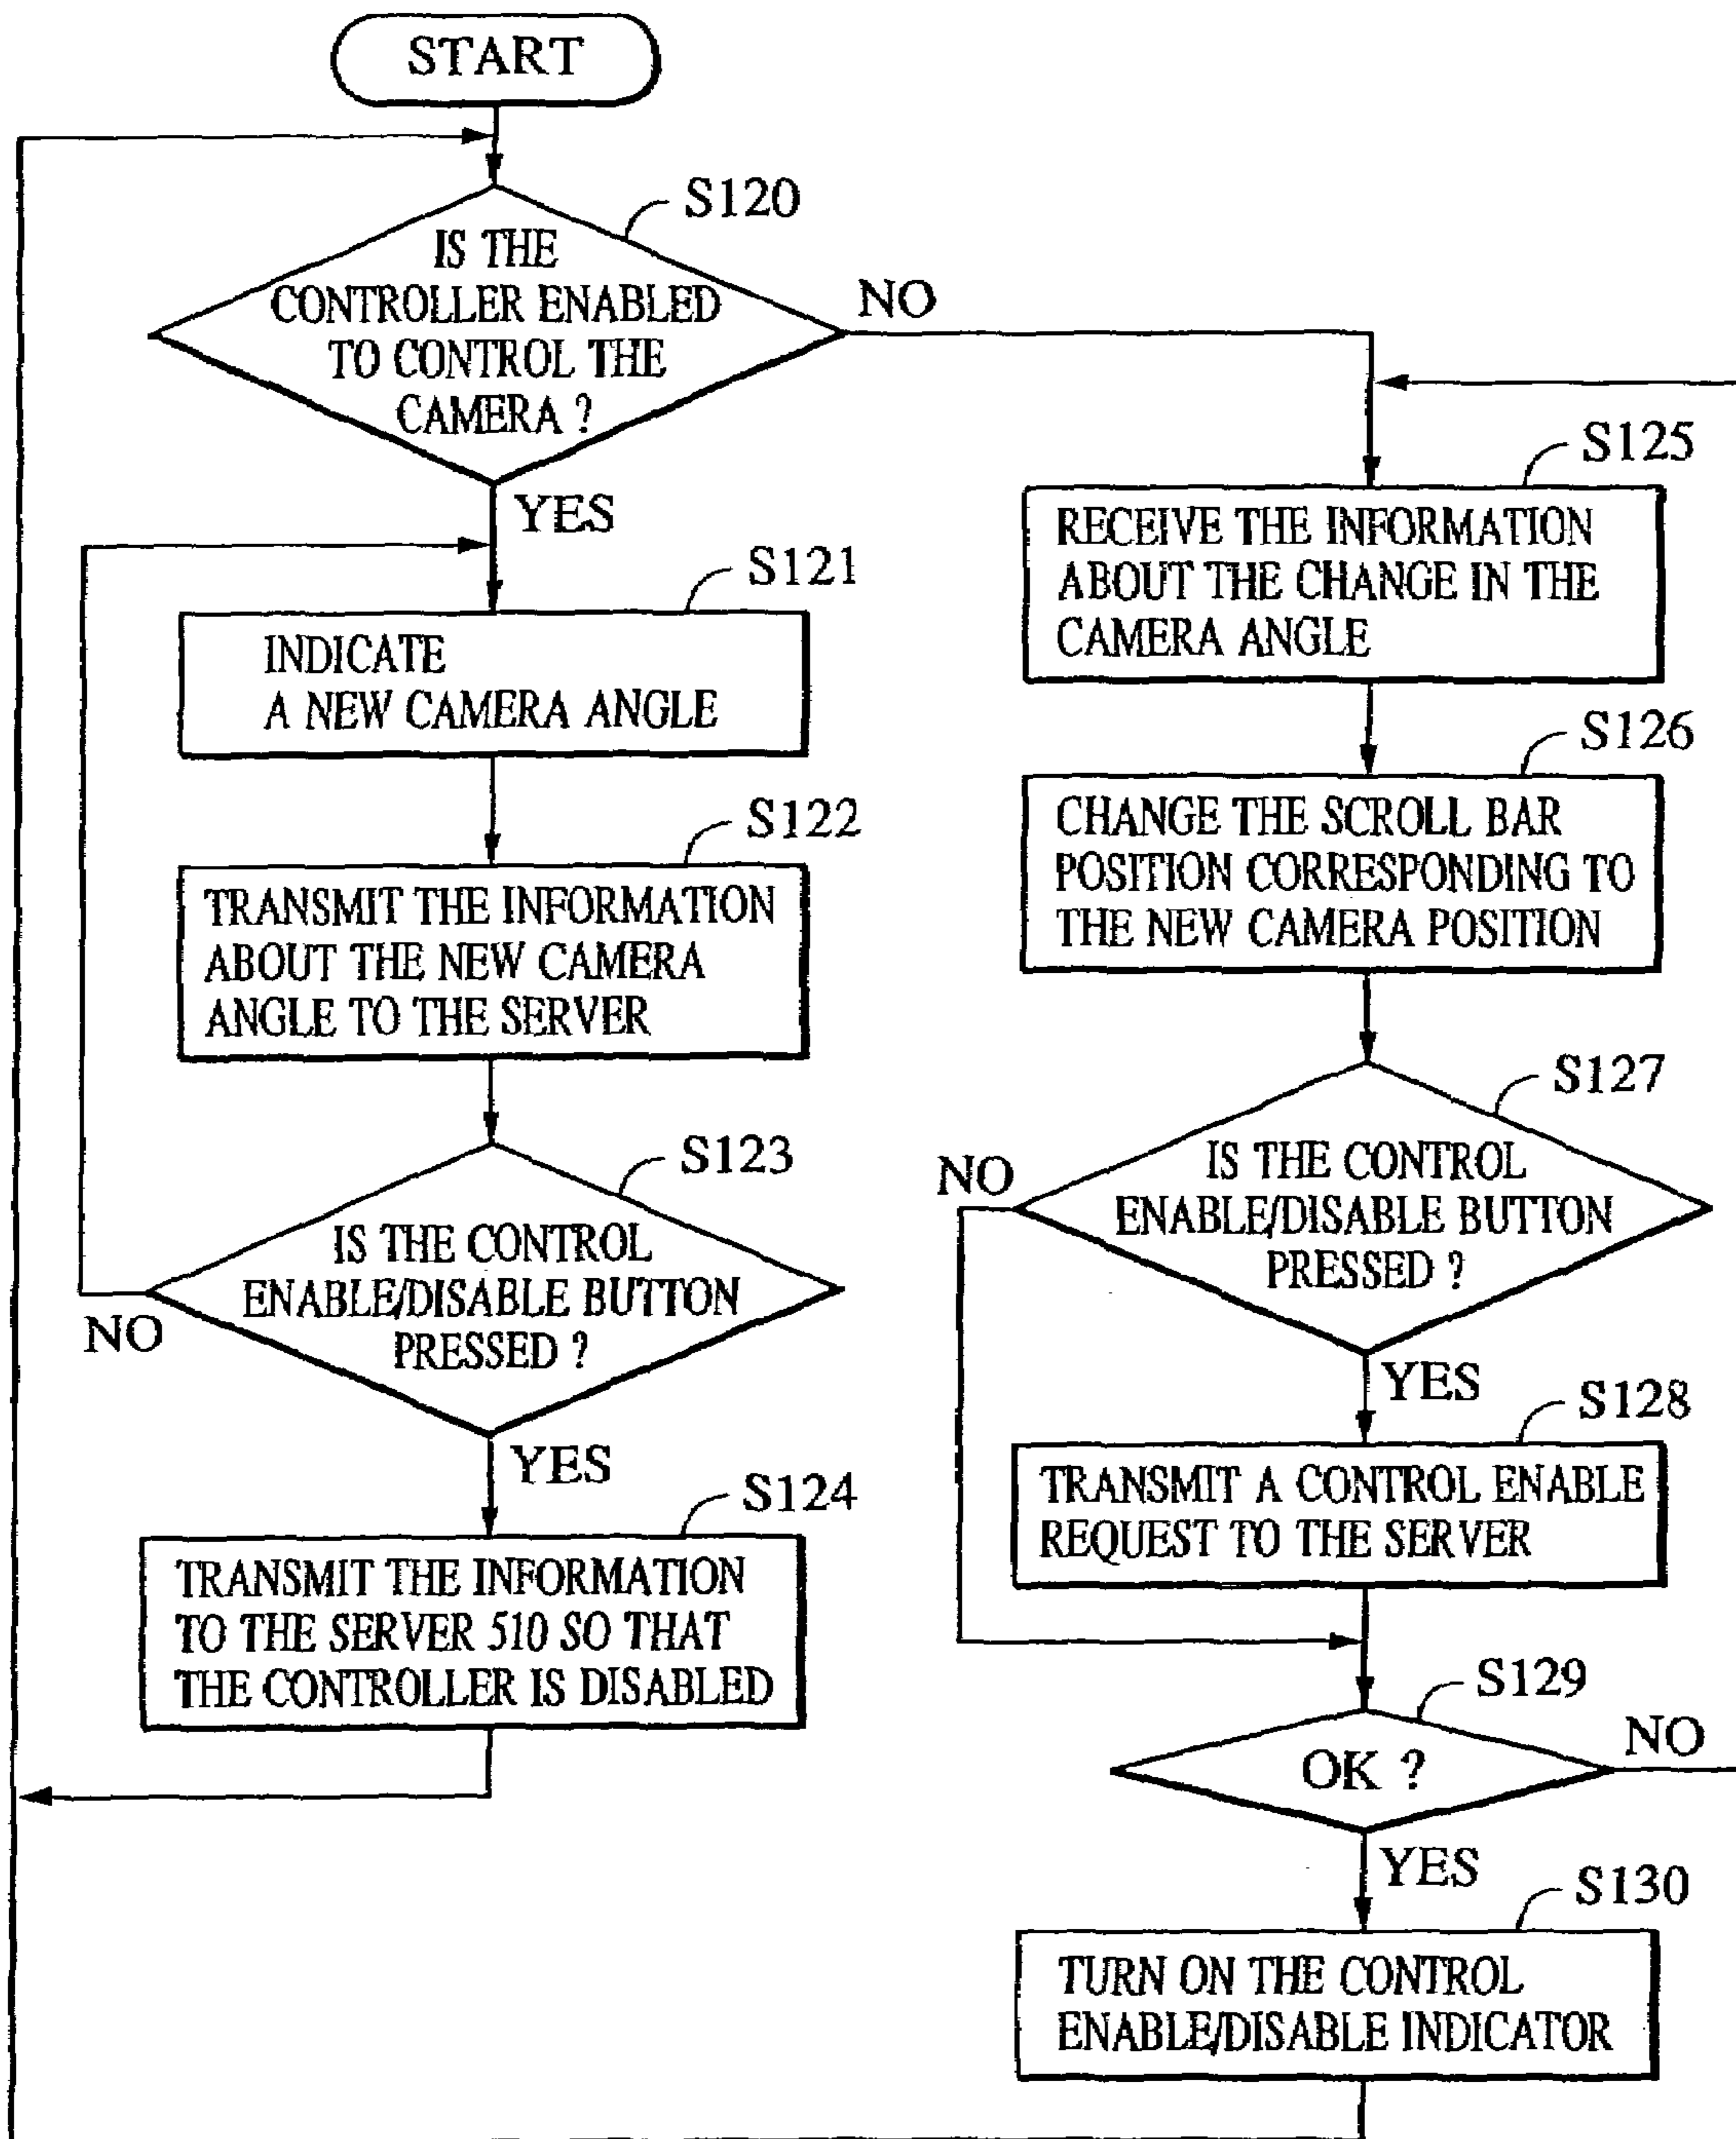 START
S120
IS THE
CONTROLLER ENABLED
TO CONTROL THE
CAMERA ?
NO
YES
S121
INDICATE
A NEW CAMERA ANGLE
S122
TRANSMIT THE INFORMATION
ABOUT THE NEW CAMERA
ANGLE TO THE SERVER
S123
IS THE CONTROL
ENABLE/DISABLE BUTTON
PRESSED ?
NO
YES
S124
TRANSMIT THE INFORMATION
TO THE SERVER 510 SO THAT
THE CONTROLLER IS DISABLED
S125
RECEIVE THE INFORMATION
ABOUT THE CHANGE IN THE
CAMERA ANGLE
S126
CHANGE THE SCROLL BAR
POSITION CORRESPONDING TO
THE NEW CAMERA POSITION
S127
NO
IS THE CONTROL
ENABLE/DISABLE BUTTON
PRESSED ?
YES
S128
TRANSMIT A CONTROL ENABLE
REQUEST TO THE SERVER
S129
OK ?
NO
YES
S130
TURN ON THE CONTROL
ENABLE/DISABLE INDICATOR